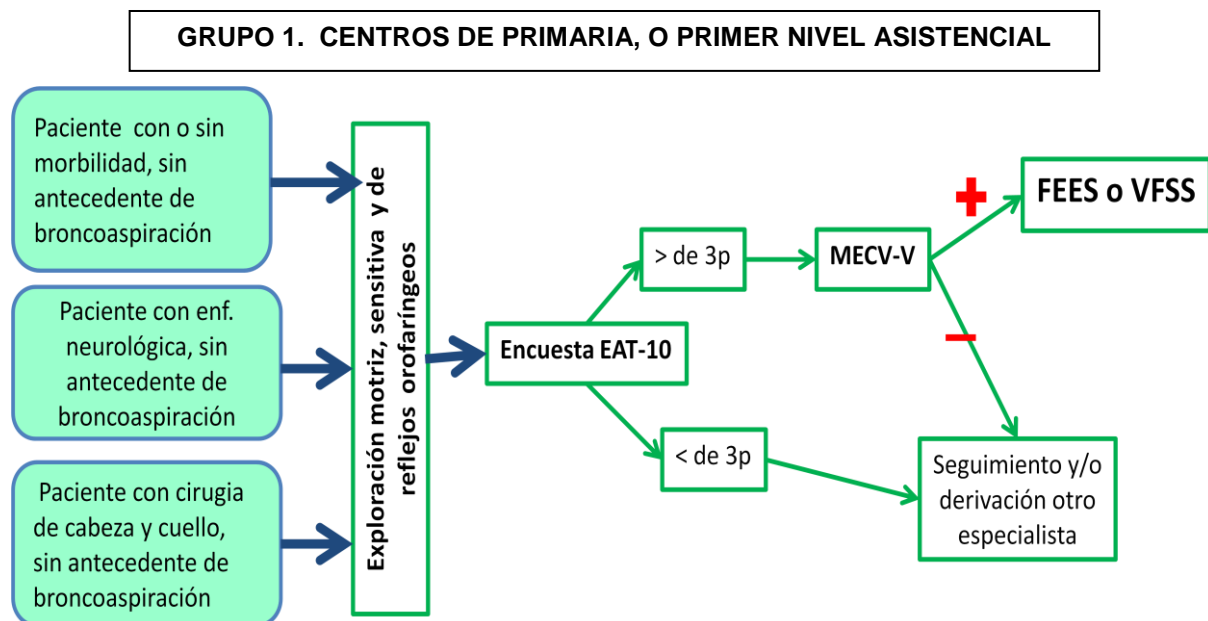 GRUPO 1. CENTROS DE PRIMARIA, O PRIMER NIVEL ASISTENCIAL
Paciente con o sin
morbilidad, sin
antecedente de
broncoaspiración
Paciente con enf.
neurológica, sin
antecedente de
broncoaspiración
Paciente con cirugia
de cabeza y cuello,
sin antecedente de
broncoaspiración
Exploración motriz, sensitiva y de
reflejos orofaríngeos
Encuesta EAT-10
> de 3p
< de 3p
MECV-V
+
−
FEES o VFSS
Seguimiento y/o
derivación otro
especialista